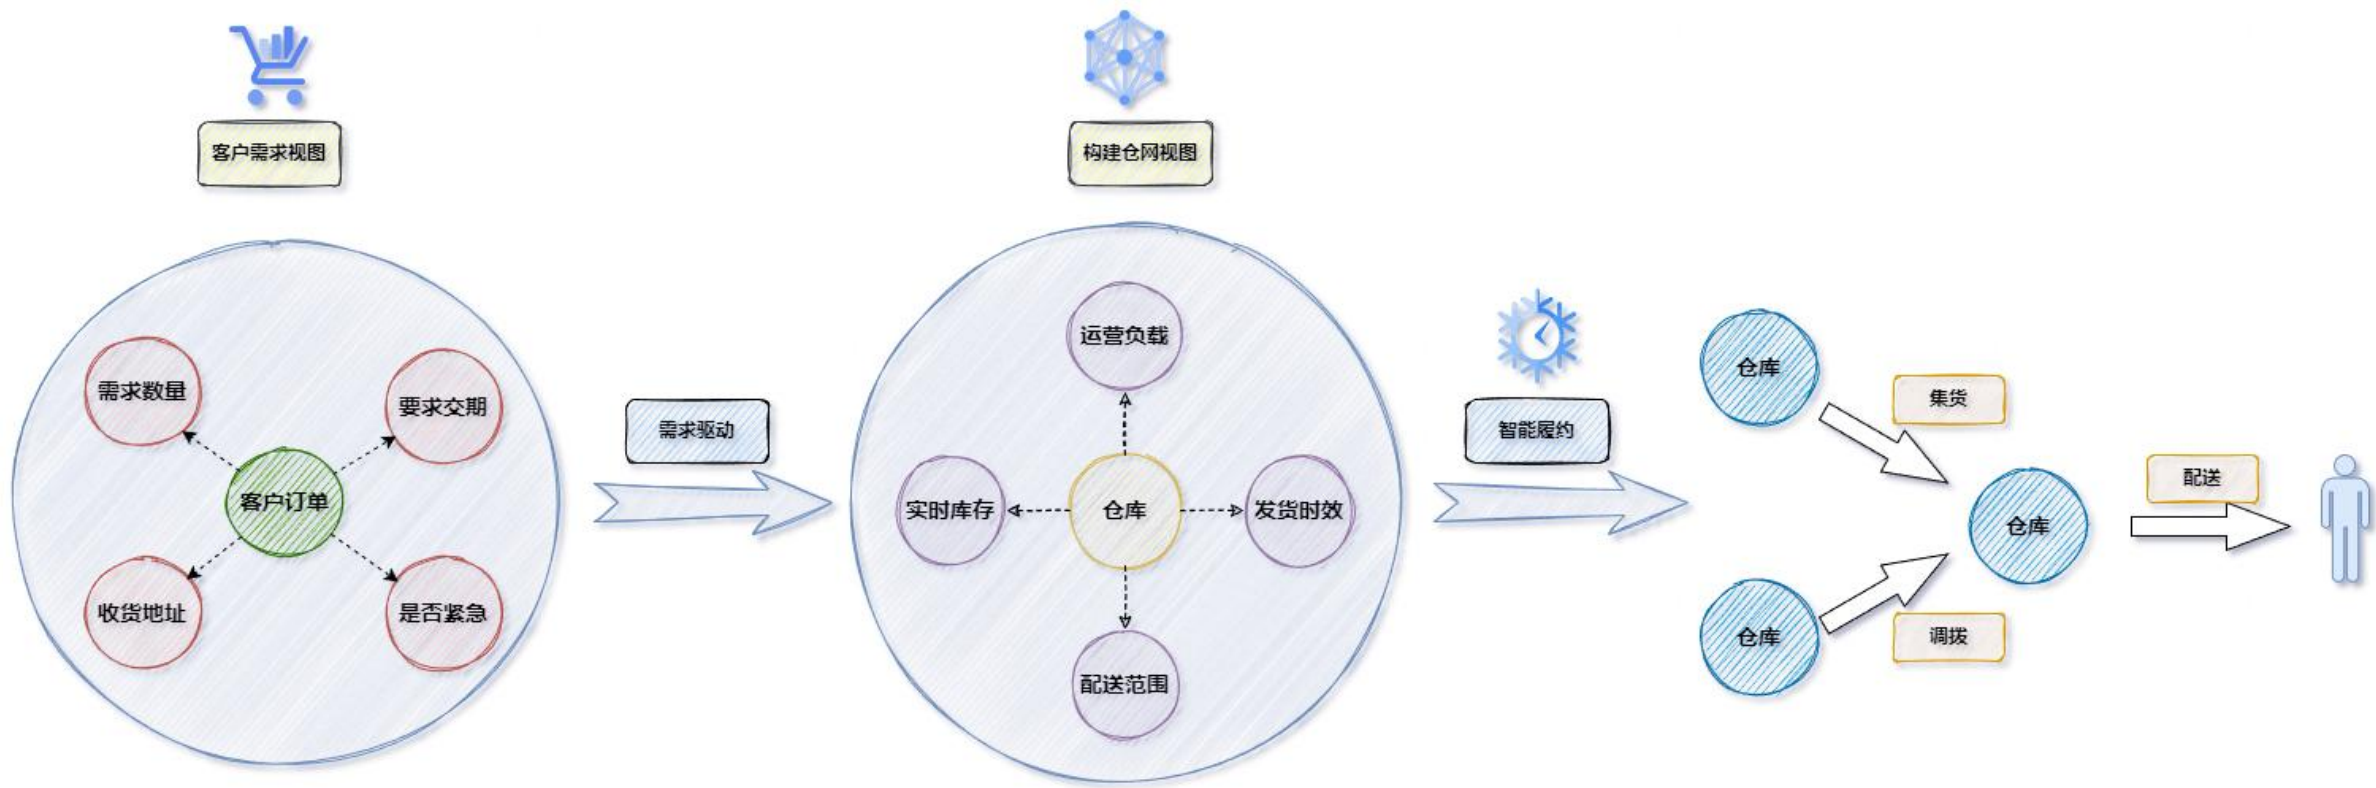 客户需求视图
需求数量
要求交期
客户订单
收货地址
是否紧急
需求驱动
构建仓网视图
运营负载
实时库存
仓库
发货时效
配送范围
智能履约
仓库
集货
仓库
调拨
仓库
配送